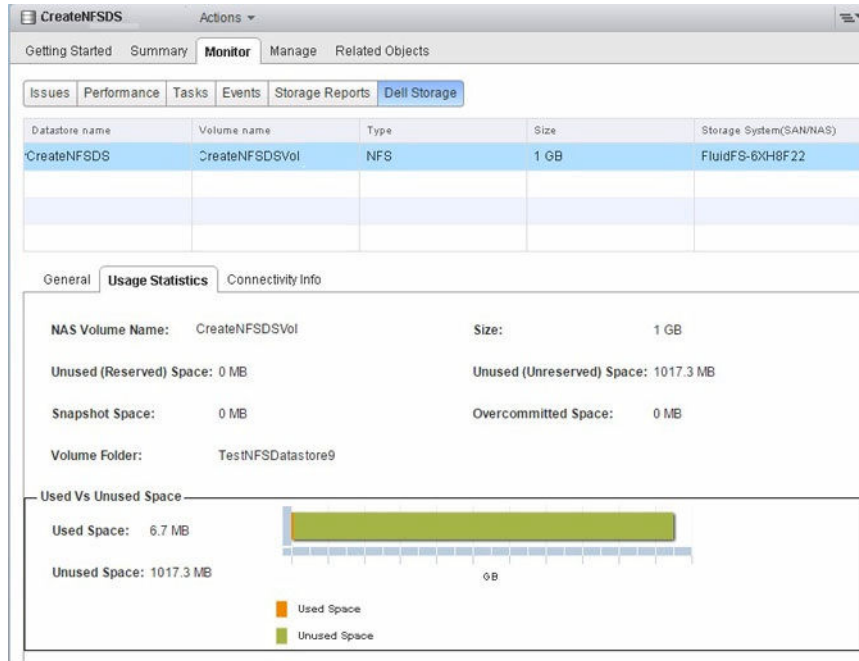 CreateNFSDS Actions
Getting Started Summary Monitor Manage Related Objects
Issues Performance Tasks Events Storage Reports Dell Storage
Datastore name Volume name Type Size Storage System(SAN/NAS)
CreateNFSDS CreateNFSDSVol NFS 1 GB FluidFS-6XH8F22
General Usage Statistics Connectivity Info
NAS Volume Name: CreateNFSDSVol Size: 1 GB
Unused (Reserved) Space: 0 MB Unused (Unreserved) Space: 1017.3 MB
Snapshot Space: 0 MB Overcommitted Space: 0 MB
Volume Folder: TestNFSDatastore9
Used Vs Unused Space
Used Space: 6.7 MB
Unused Space: 1017.3 MB
GB
Used Space
Unused Space